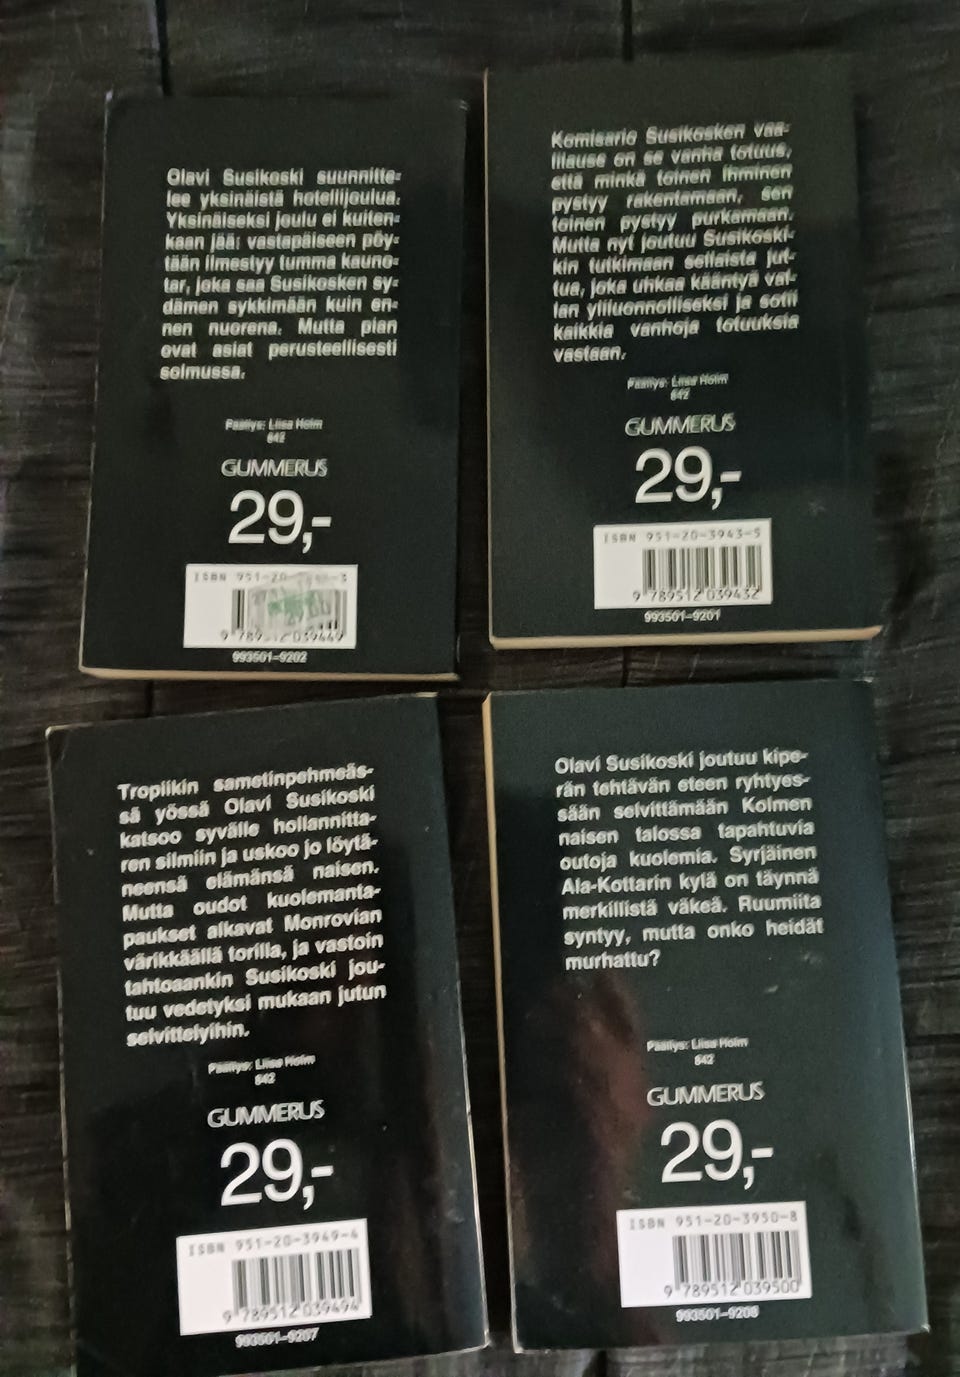 Olavi Susikoski suunnitte-
lee yksinäistä hotellijoulua.
Yksinäiseksi joulu ei kuiten-
kaan jää: vastapäiseen pöy-
tään ilmestyy tumma kauno-
tar, joka saa Susikosken sy-
dämen sykkimään kuin en-
nen nuorena. Mutta pian
ovat asiat perusteellisesti
solmussa.
Päällys: Liisa Holm
842
GUMMERUS
29,-
ISBN 951-20-
9 789512 039449
993501-9202
Komisario Susikosken vaa-
lilause on se vanha totuus,
että minkä toinen ihminen
pystyy rakentamaan, sen
toinen pystyy purkamaan.
Mutta nyt joutuu Susikoski-
kin tutkimaan sellaista jut-
tua, joka uhkaa kääntyä val-
lan yliluonnolliseksi ja sotii
kaikkia vanhoja totuuksia
vastaan.
Päällys: Liisa Holm
842
GUMMERUS
29,-
ISBN 951-20-3943-5
9 789512 039432
993501-9201
Tropiikin sametinpehmeäs-
sä yössä Olavi Susikoski
katsoo syvälle hollannitta-
ren silmiin ja uskoo jo löytä-
neensä elämänsä naisen.
Mutta oudot kuolemanta-
paukset alkavat Monrovian
värikkäällä torilla, ja vastoin
tahtoaankin Susikoski jou-
tuu vedetyksi mukaan jutun
selvittelyihin.
Päällys: Liisa Holm
842
GUMMERUS
29,-
ISBN 951-20-3949-4
9 789512 039494
993501-9207
Olavi Susikoski joutuu kipe-
rän tehtävän eteen ryhtyes-
sään selvittämään Kolmen
naisen talossa tapahtuvia
outoja kuolemia. Syrjäinen
Ala-Kottarin kylä on täynnä
merkillistä väkeä. Ruumiita
syntyy, mutta onko heidät
murhattu?
Päällys: Liisa Holm
842
GUMMERUS
29,-
ISBN 951-20-3950-8
9 789512 039500
993501-9208